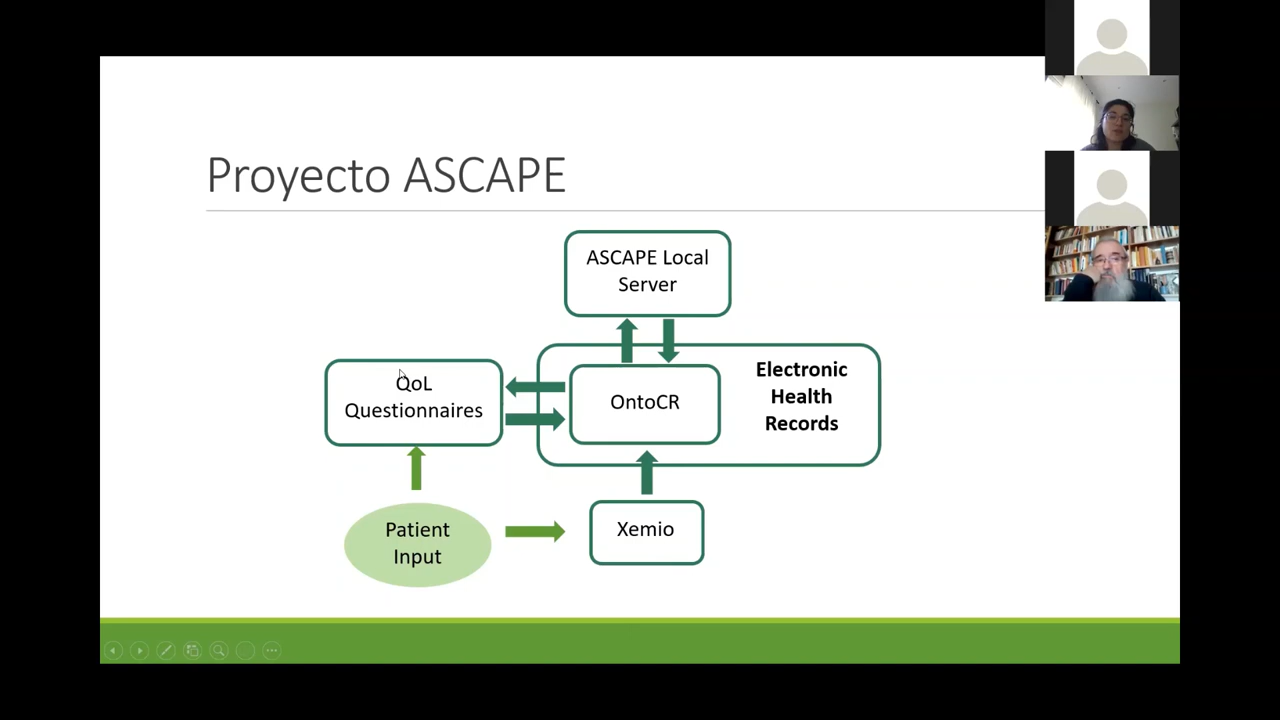 Proyecto ASCAPE
ASCAPE Local
Server
Electronic
Health
Records
QoL
Questionnaires
OntoCR
Patient
Input
Xemio